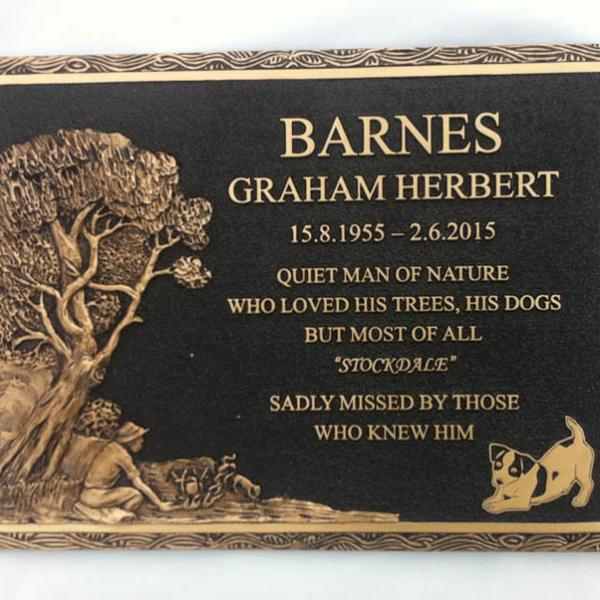 BARNES
GRAHAM HERBERT
15.8.1955 – 2.6.2015
QUIET MAN OF NATURE
WHO LOVED HIS TREES, HIS DOGS
BUT MOST OF ALL
"STOCKDALE"
SADLY MISSED BY THOSE
WHO KNEW HIM